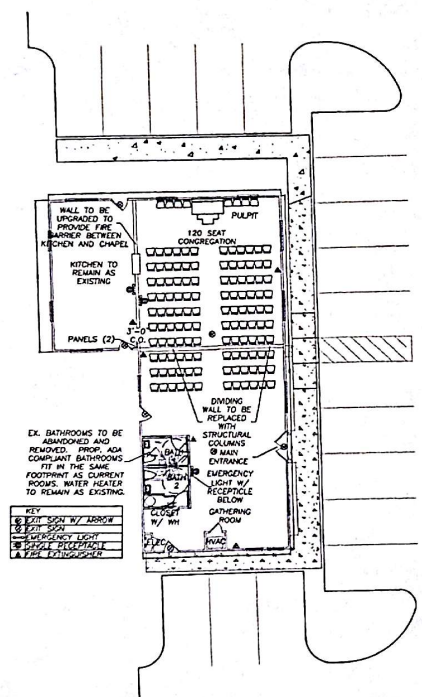 WALL TO BE
UPGRADED TO
PROVIDE FIRE
BARRIER BETWEEN
KITCHEN AND CHAPEL
PULPIT
120 SEAT
CONGREGATION
KITCHEN TO
REMAIN AS
EXISTING
3'-0
C.O.
PANELS (2)
DIVIDING
WALL TO BE
REPLACED
WITH
STRUCTURAL
COLUMNS
MAIN
ENTRANCE
EX. BATHROOMS TO BE
ABANDONED AND
REMOVED. PROP. ADA
COMPLIANT BATHROOMS
FIT IN THE SAME
FOOTPRINT AS CURRENT
ROOMS. WATER HEATER
TO REMAIN AS EXISTING.
BATH
BATH
2
EMERGENCY
LIGHT W/
RECEPTICLE
BELOW
CLOSET
W/ WH
GATHERING
ROOM
ELEC
HVAC
KEY
EXIT SIGN W/ ARROW
EXIT SIGN
EMERGENCY LIGHT
SINGLE RECEPTACLE
FIRE EXTINGUISHER